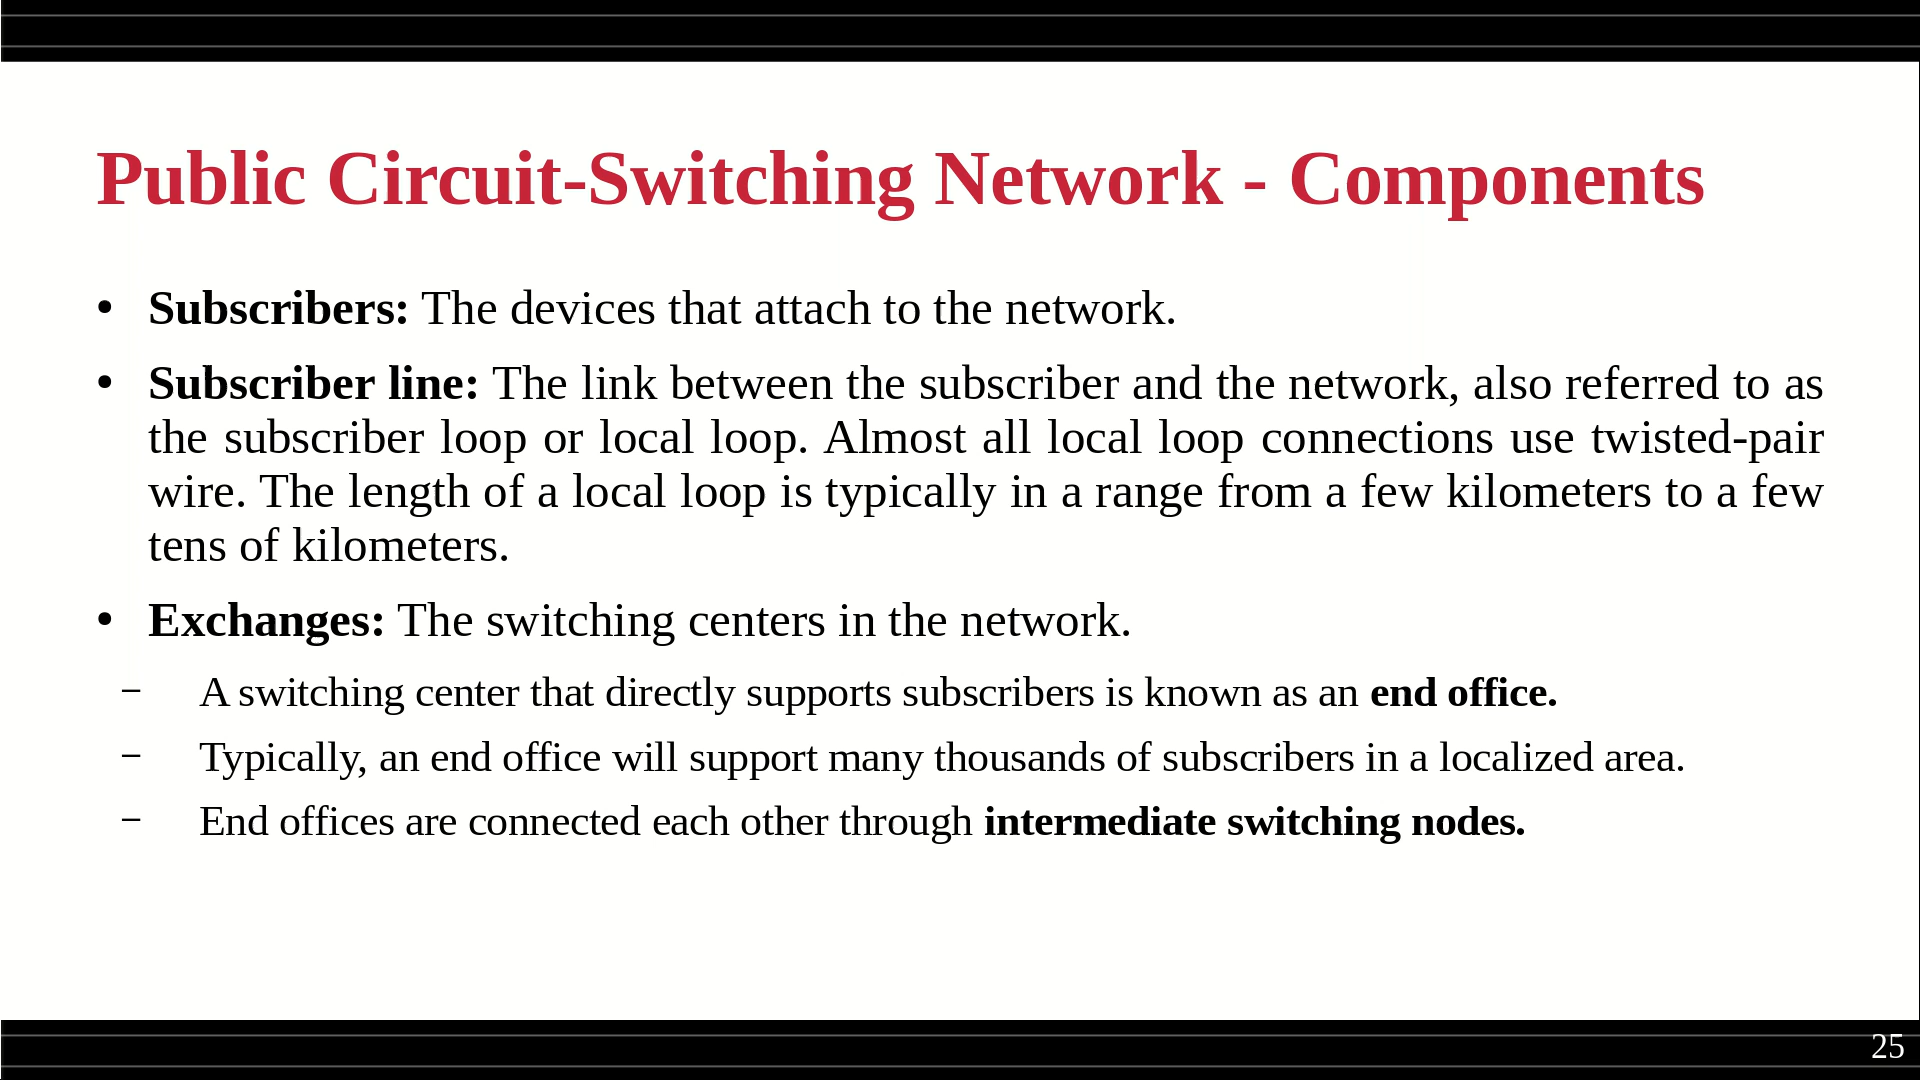 Public Circuit-Switching Network - Components
• Subscribers: The devices that attach to the network.
• Subscriber line: The link between the subscriber and the network, also referred to as
the subscriber loop or local loop. Almost all local loop connections use twisted-pair
wire. The length of a local loop is typically in a range from a few kilometers to a few
tens of kilometers.
• Exchanges: The switching centers in the network.
– A switching center that directly supports subscribers is known as an end office.
– Typically, an end office will support many thousands of subscribers in a localized area.
– End offices are connected each other through intermediate switching nodes.
25